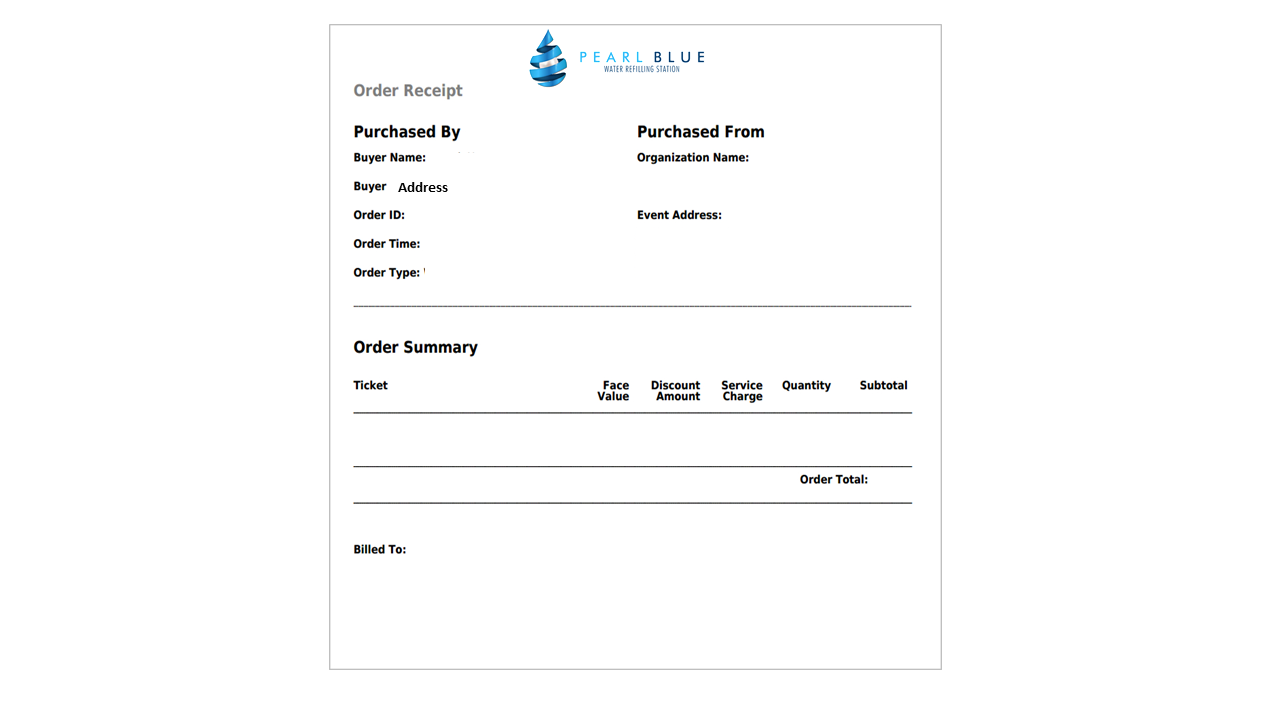 PEARL BLUE
WATER REFILLING STATION
Order Receipt
Purchased By
Purchased From
Buyer Name:
Organization Name:
Buyer Address
Order ID:
Event Address:
Order Time:
Order Type:
Order Summary
Ticket Face Value Discount Amount Service Charge Quantity Subtotal
Order Total:
Billed To: